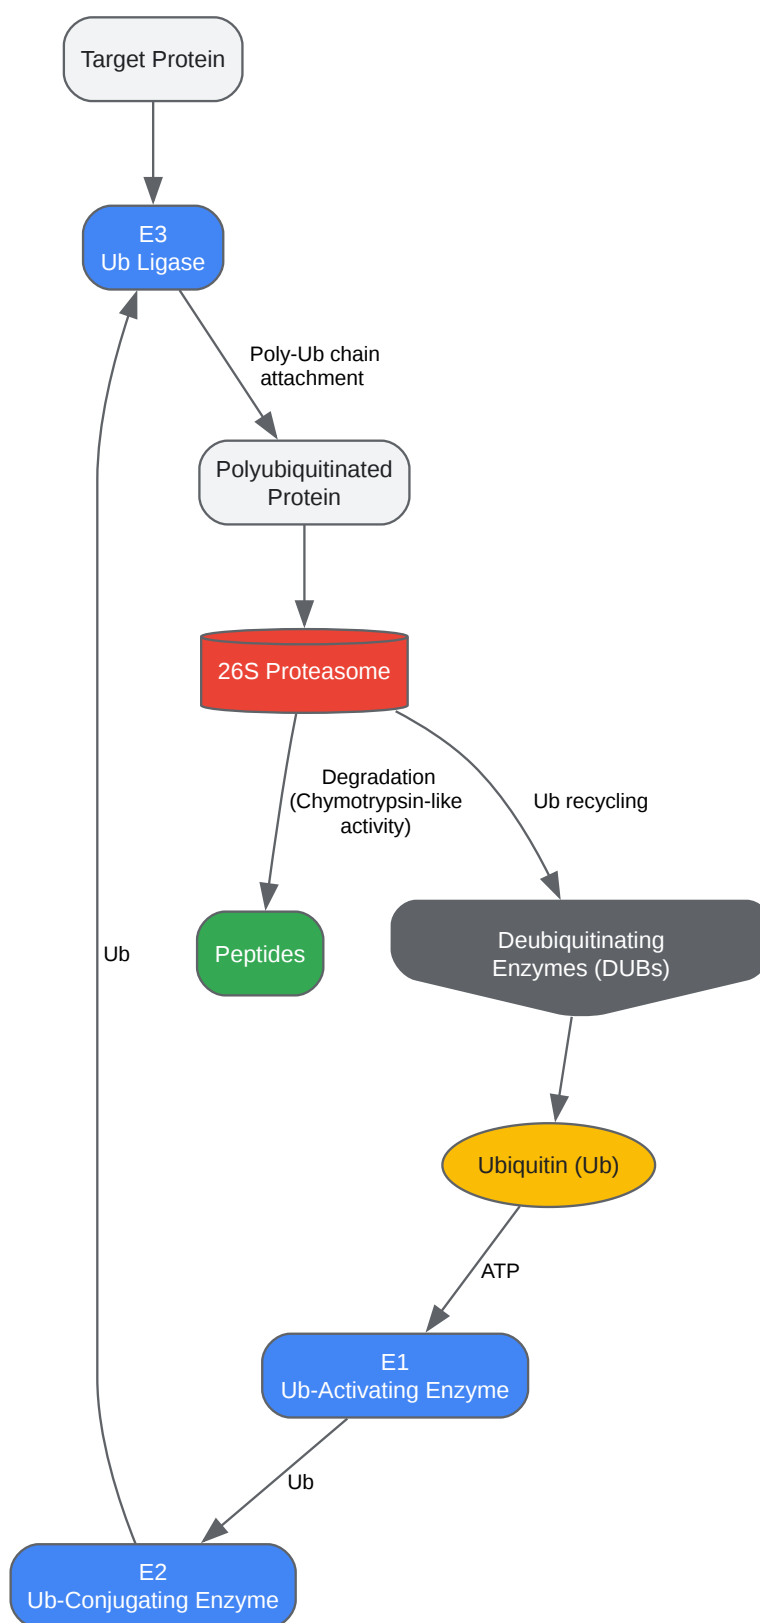 Target Protein
E3
Ub Ligase
Poly-Ub chain
attachment
Polyubiquitinated
Protein
26S Proteasome
Degradation
(Chymotrypsin-like
activity)
Ub recycling
Deubiquitinating
Enzymes (DUBs)
Ub
Peptides
Ubiquitin (Ub)
ATP
E1
Ub-Activating Enzyme
Ub
E2
Ub-Conjugating Enzyme